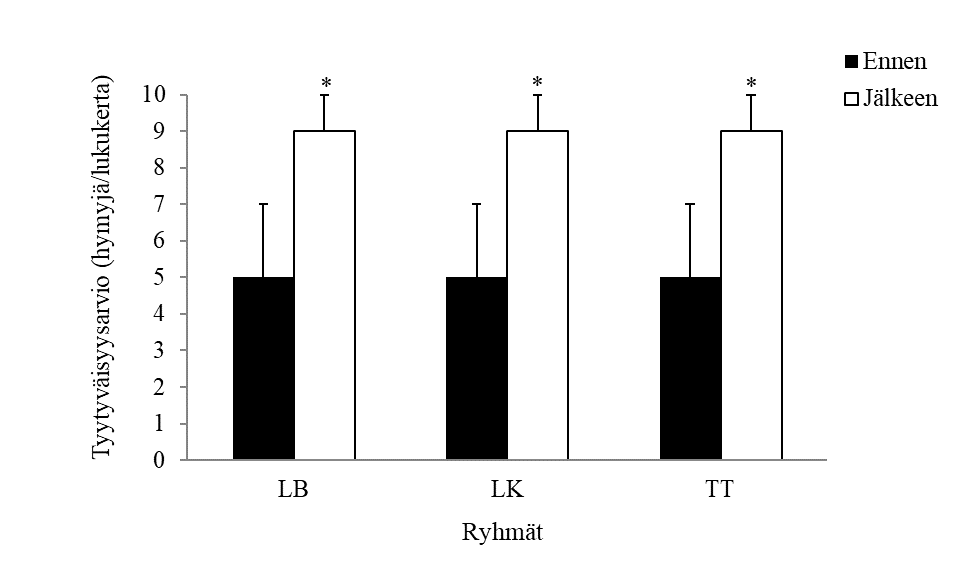 Ennen
Jälkeen
* * *
Tyytyväisyysarvio (hymyjä/lukukerta)
10
9
8
7
6
5
4
3
2
1
0
LB LK TT
Ryhmät